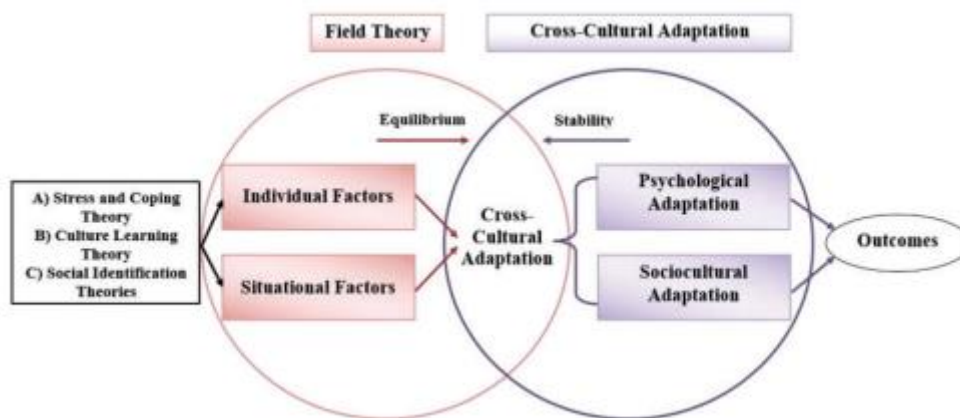 Field Theory
Cross-Cultural Adaptation
Equilibrium
Stability
A) Stress and Coping
Theory
B) Culture Learning
Theory
C) Social Identification
Theories
Individual Factors
Situational Factors
Cross-
Cultural
Adaptation
Psychological
Adaptation
Sociocultural
Adaptation
Outcomes